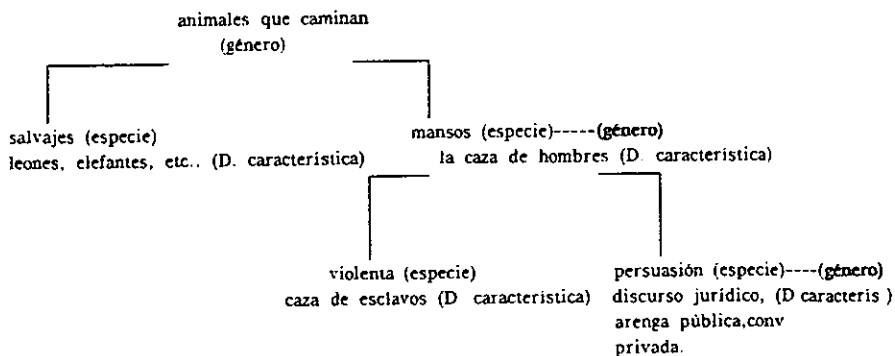 animales que caminan
(género)
salvajes (especie)
leones, elefantes, etc.. (D. característica)
mansos (especie)-----(género)
la caza de hombres (D. característica)
violenta (especie)
caza de esclavos (D característica)
persuasión (especie)----(género)
discurso jurídico, (D caracteris )
arenga pública,conv
privada.